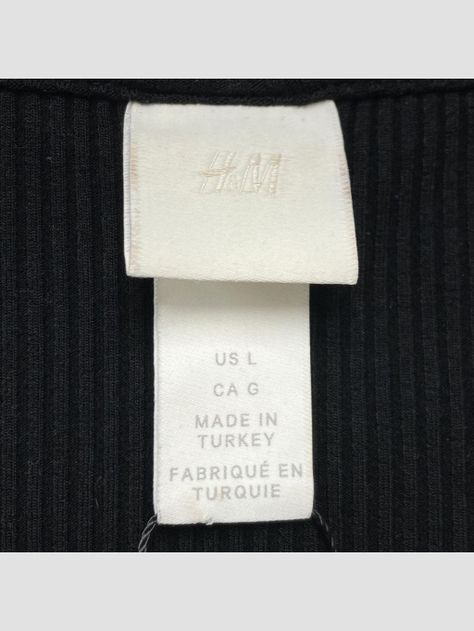 H&M
US L
CA G
MADE IN
TURKEY
FABRIQUÉ EN
TURQUIE